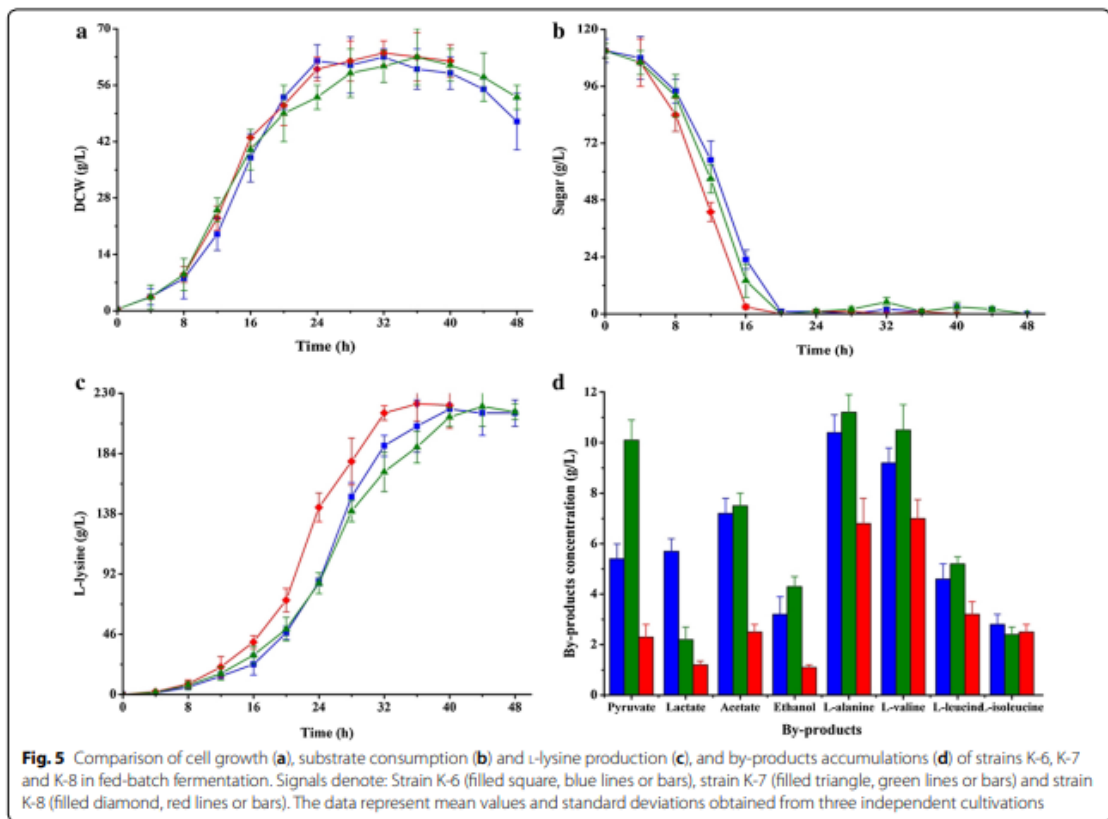 a
70
56
42
28
14
0
DCW (g/L)
0 8 16 24 32 40 48
Time (h)
b
120
96
72
48
24
0
Sugar (g/L)
0 8 16 24 32 40 48
Time (h)
c
230
184
138
92
46
0
L-lysine (g/L)
0 8 16 24 32 40 48
Time (h)
d
12
10
8
6
4
2
0
By-products concentration (g/L)
Pyruvate Lactate Acetate Ethanol L-alanine L-valine L-leucine L-isoleucine
By-products
Fig. 5 Comparison of cell growth (a), substrate consumption (b) and L-lysine production (c), and by-products accumulations (d) of strains K-6, K-7
and K-8 in fed-batch fermentation. Signals denote: Strain K-6 (filled square, blue lines or bars), strain K-7 (filled triangle, green lines or bars) and strain
K-8 (filled diamond, red lines or bars). The data represent mean values and standard deviations obtained from three independent cultivations